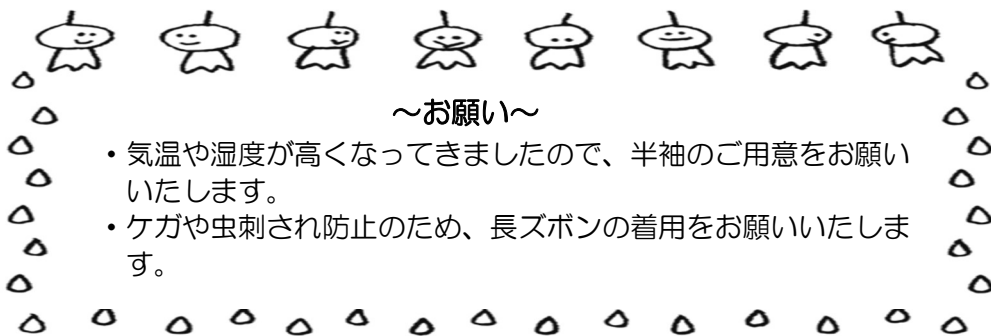 ～お願い～
・気温や湿度が高くなってきましたので、半袖のご用意をお願い
いたします。
・ケガや虫刺され防止のため、長ズボンの着用をお願いいたしま
す。